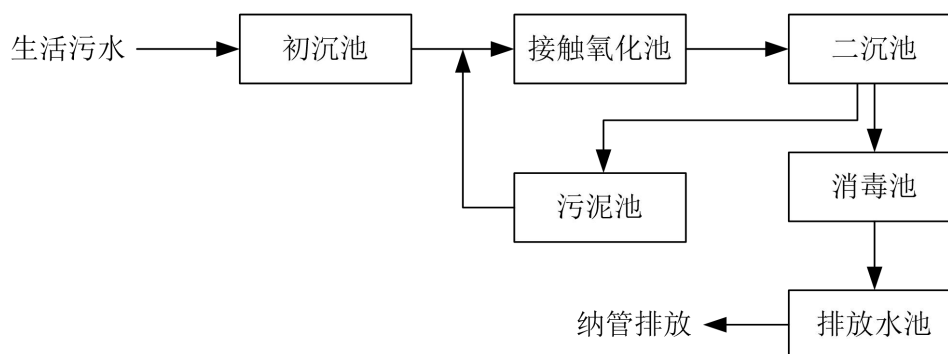 生活污水
初沉池
接触氧化池
二沉池
污泥池
消毒池
纳管排放
排放水池